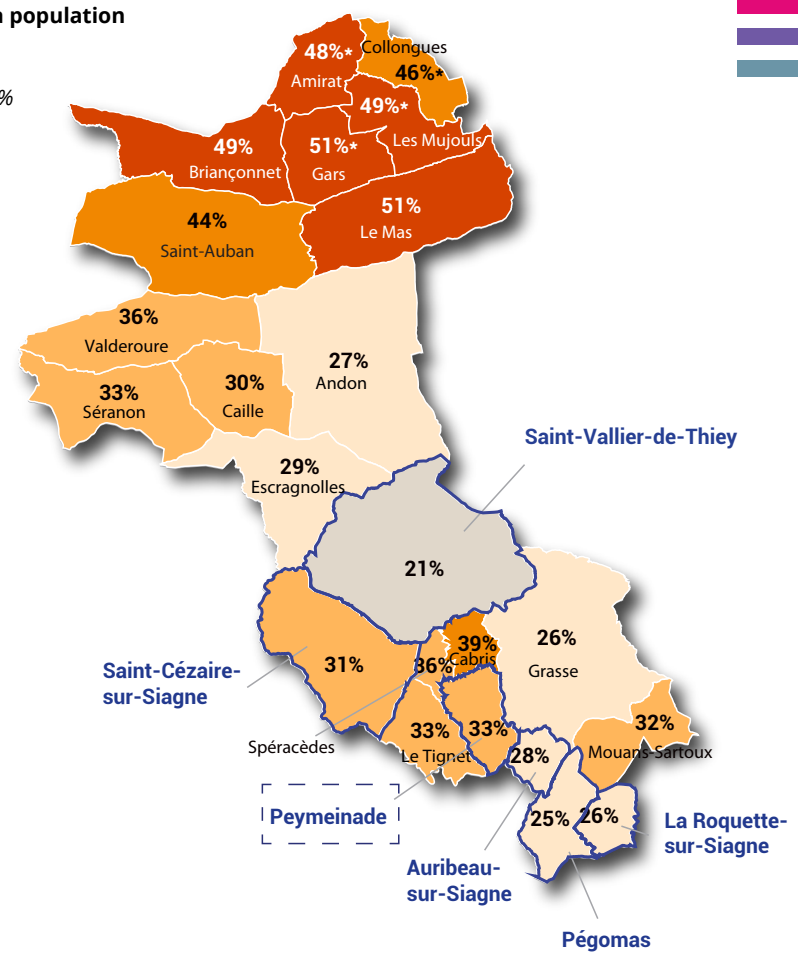 population
%
48%*
Amirat
Collongues
46%*
49%*
Les Mujouls
49%
Briançonnet
51%*
Gars
51%
Le Mas
44%
Saint-Auban
36%
Valderoure
27%
Andon
30%
Caille
33%
Séranon
Saint-Vallier-de-Thiey
29%
Escragnolles
21%
26%
Grasse
39%
Cabris
36%
31%
Saint-Cézaire-
sur-Siagne
Spéracèdes
33%
Le Tignet
33%
32%
Mouans-Sartoux
28%
Peymeinade
25%
26%
La Roquette-
sur-Siagne
Auribeau-
sur-Siagne
Pégomas